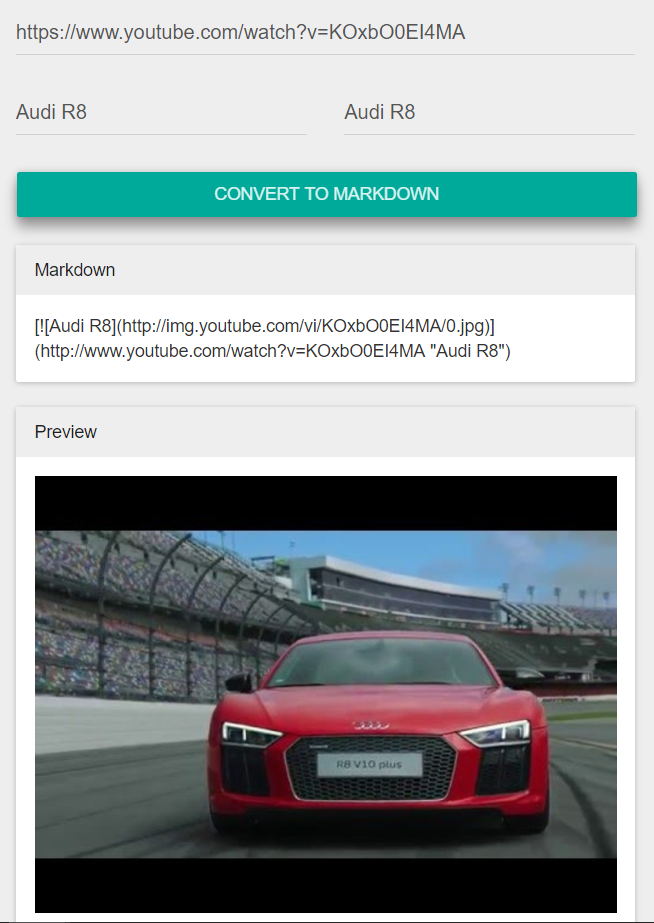 https://www.youtube.com/watch?v=KOxbO0EI4MA
Audi R8 Audi R8
CONVERT TO MARKDOWN
Markdown
[![Audi R8](http://img.youtube.com/vi/KOxbO0EI4MA/0.jpg)]
(http://www.youtube.com/watch?v=KOxbO0EI4MA "Audi R8")
Preview
R8 V10 plus